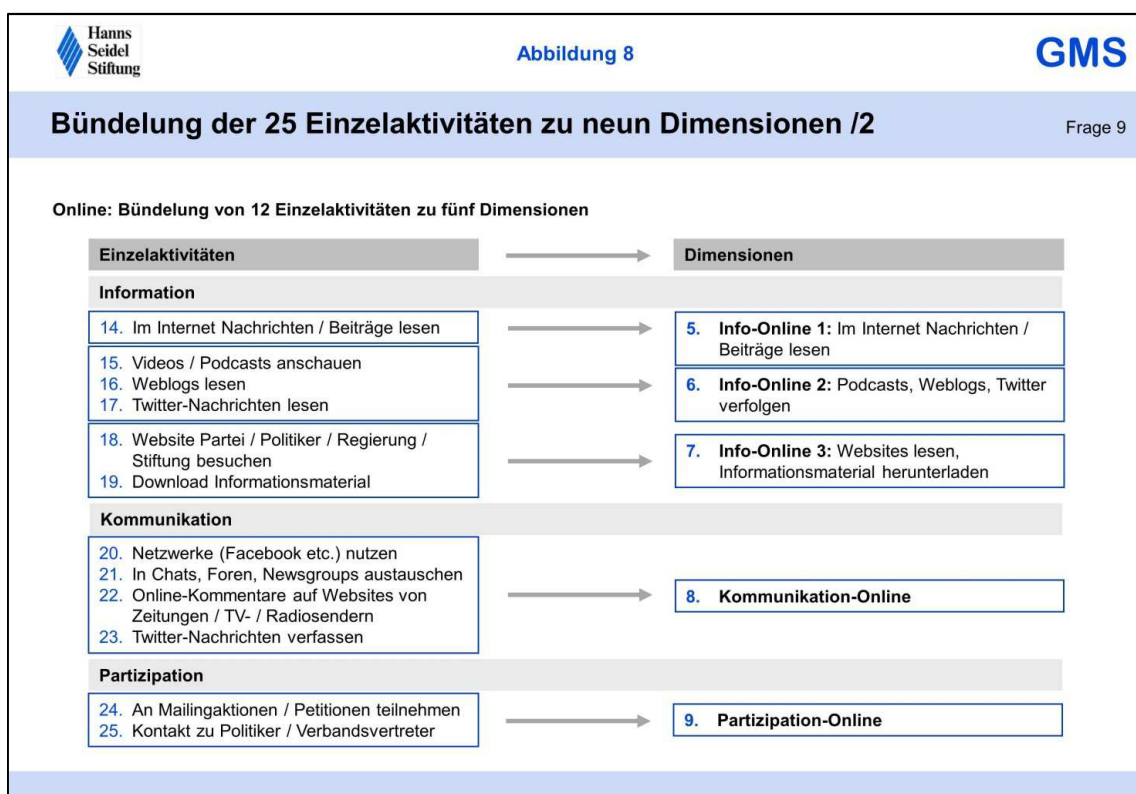 Hanns
Seidel
Stiftung
Abbildung 8
GMS
Bündelung der 25 Einzelaktivitäten zu neun Dimensionen /2
Frage 9
Online: Bündelung von 12 Einzelaktivitäten zu fünf Dimensionen
Einzelaktivitäten
Dimensionen
Information
14. Im Internet Nachrichten / Beiträge lesen
5. Info-Online 1: Im Internet Nachrichten /
Beiträge lesen
15. Videos / Podcasts anschauen
16. Weblogs lesen
17. Twitter-Nachrichten lesen
6. Info-Online 2: Podcasts, Weblogs, Twitter
verfolgen
18. Website Partei / Politiker / Regierung /
Stiftung besuchen
19. Download Informationsmaterial
7. Info-Online 3: Websites lesen,
Informationsmaterial herunterladen
Kommunikation
20. Netzwerke (Facebook etc.) nutzen
21. In Chats, Foren, Newsgroups austauschen
22. Online-Kommentare auf Websites von
Zeitungen / TV- / Radiosendern
23. Twitter-Nachrichten verfassen
8. Kommunikation-Online
Partizipation
24. An Mailingaktionen / Petitionen teilnehmen
25. Kontakt zu Politiker / Verbandsvertreter
9. Partizipation-Online